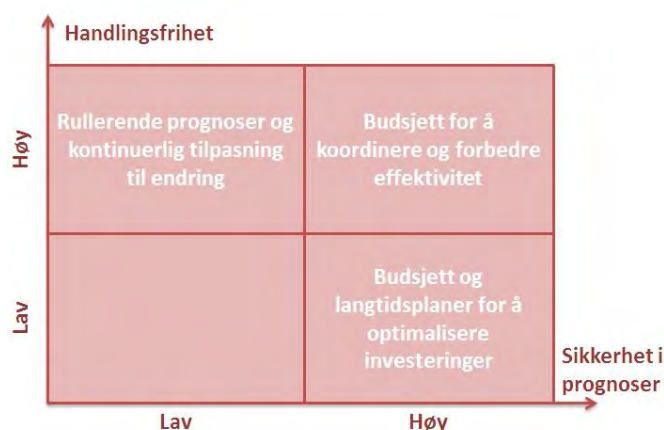 Handlingsfrihet
Høy
Rullerende prognoser og
kontinuerlig tilpasning
til endring
Budsjett for å
koordinere og forbedre
effektivitet
Lav
Budsjett og
langtidsplaner for å
optimalisere
investeringer
Sikkerhet i
prognoser
Lav
Høy